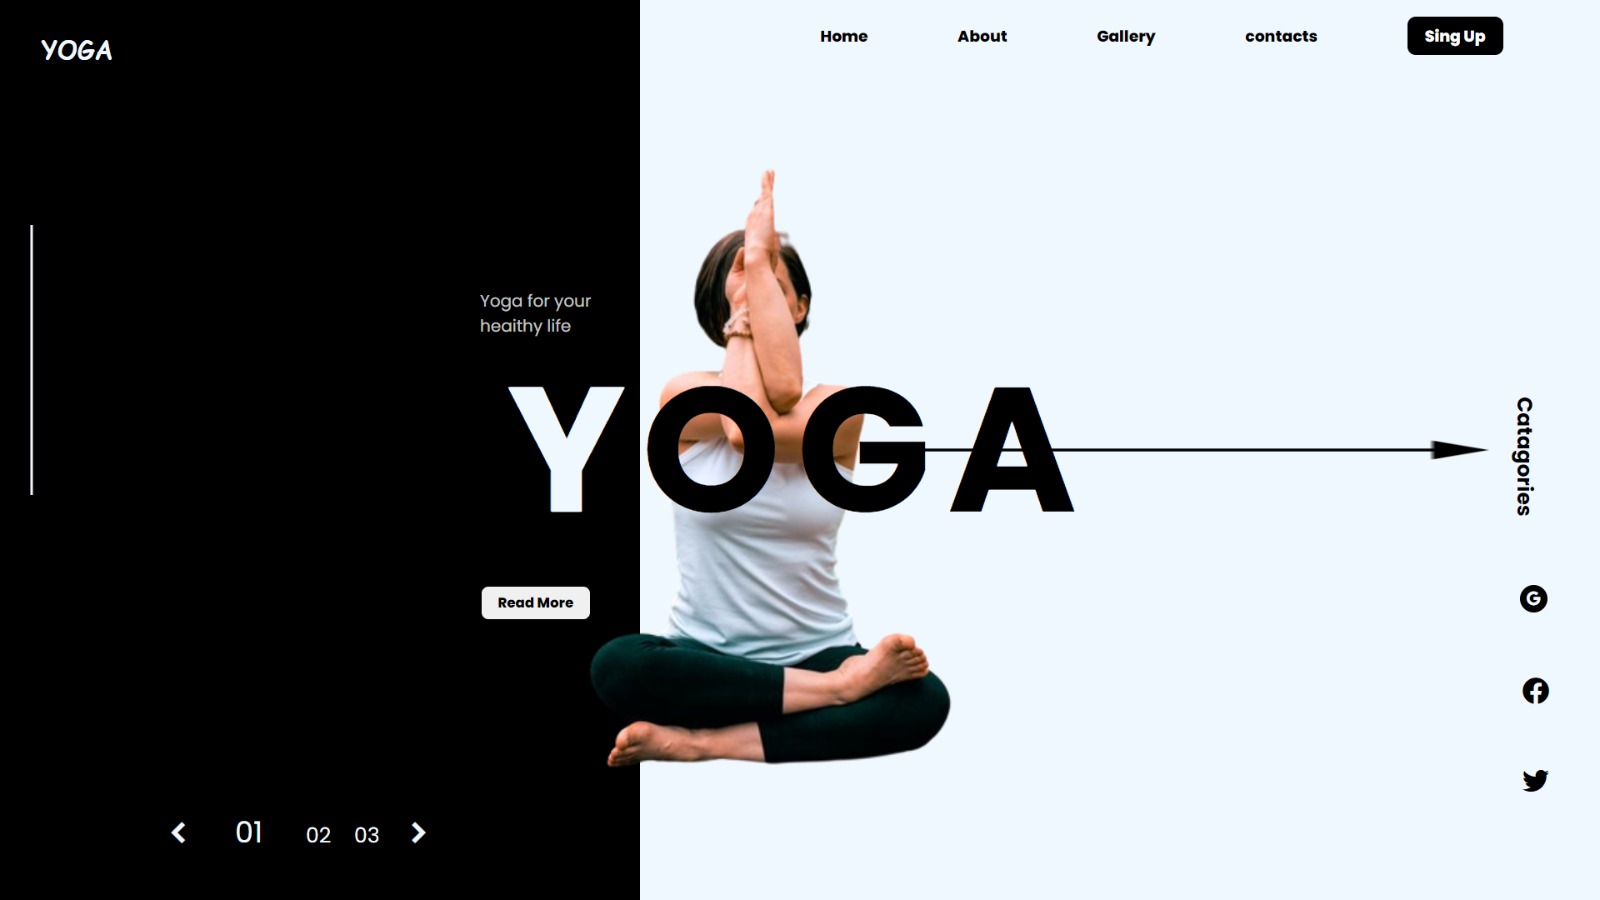 YOGA
Home
About
Gallery
contacts
Sing Up
Yoga for your
heaithy life
YOGA
Catagories
Read More
G
01
02
03